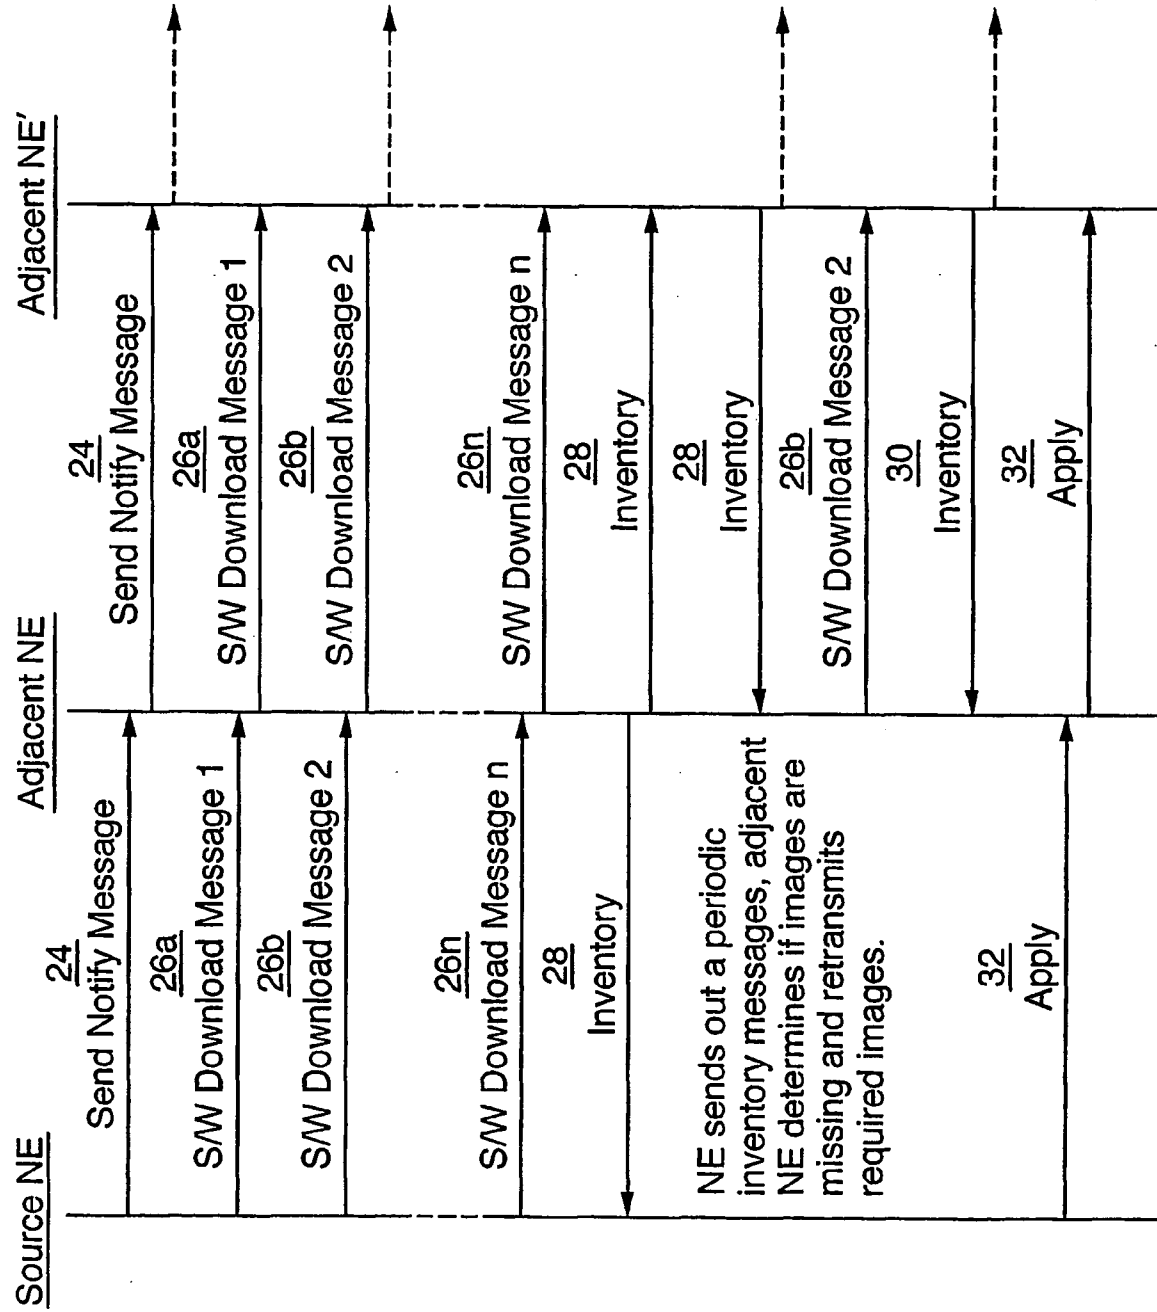 Source NE
Adjacent NE
Adjacent NE'
24
Send Notify Message
24
Send Notify Message
26a
S/W Download Message 1
26a
S/W Download Message 1
26b
S/W Download Message 2
26b
S/W Download Message 2
26n
S/W Download Message n
26n
S/W Download Message n
28
Inventory
28
Inventory
28
Inventory
NE sends out a periodic
inventory messages, adjacent
NE determines if images are
missing and retransmits
required images.
26b
S/W Download Message 2
30
Inventory
32
Apply
32
Apply